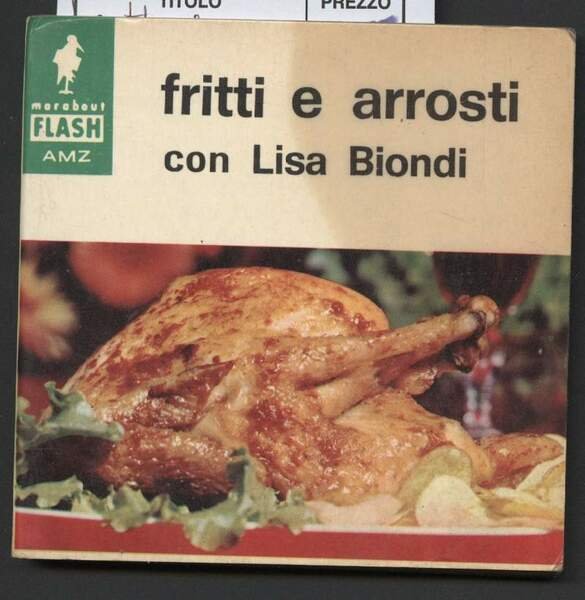 TITOLO
PREZZO
marabout
FLASH
AMZ
fritti e arrosti
con Lisa Biondi